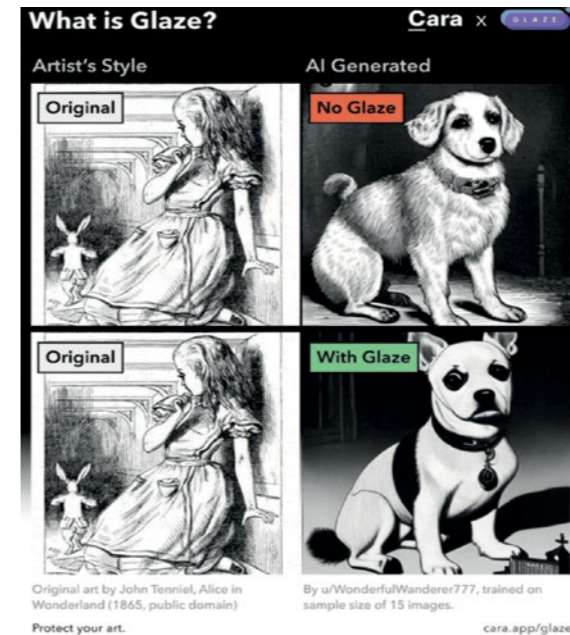 What is Glaze?
Cara x GLAZE
Artist's Style
AI Generated
Original
No Glaze
Original
With Glaze
Original art by John Tenniel, Alice in
Wonderland (1865, public domain)
By u/WonderfulWanderer777, trained on
sample size of 15 images.
Protect your art.
cara.app/glaze